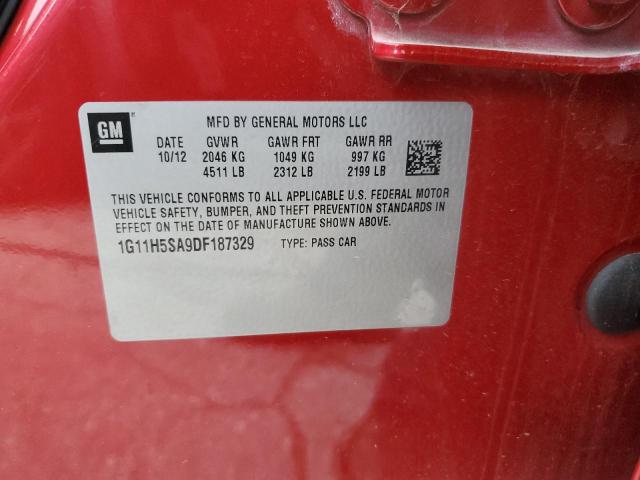 GM
MFD BY GENERAL MOTORS LLC
DATE GVWR GAWR FRT GAWR RR
10/12 2046 KG 1049 KG 997 KG
4511 LB 2312 LB 2199 LB
THIS VEHICLE CONFORMS TO ALL APPLICABLE U.S. FEDERAL MOTOR
VEHICLE SAFETY, BUMPER, AND THEFT PREVENTION STANDARDS IN
EFFECT ON THE DATE OF MANUFACTURE SHOWN ABOVE.
1G11H5SA9DF187329 TYPE: PASS CAR